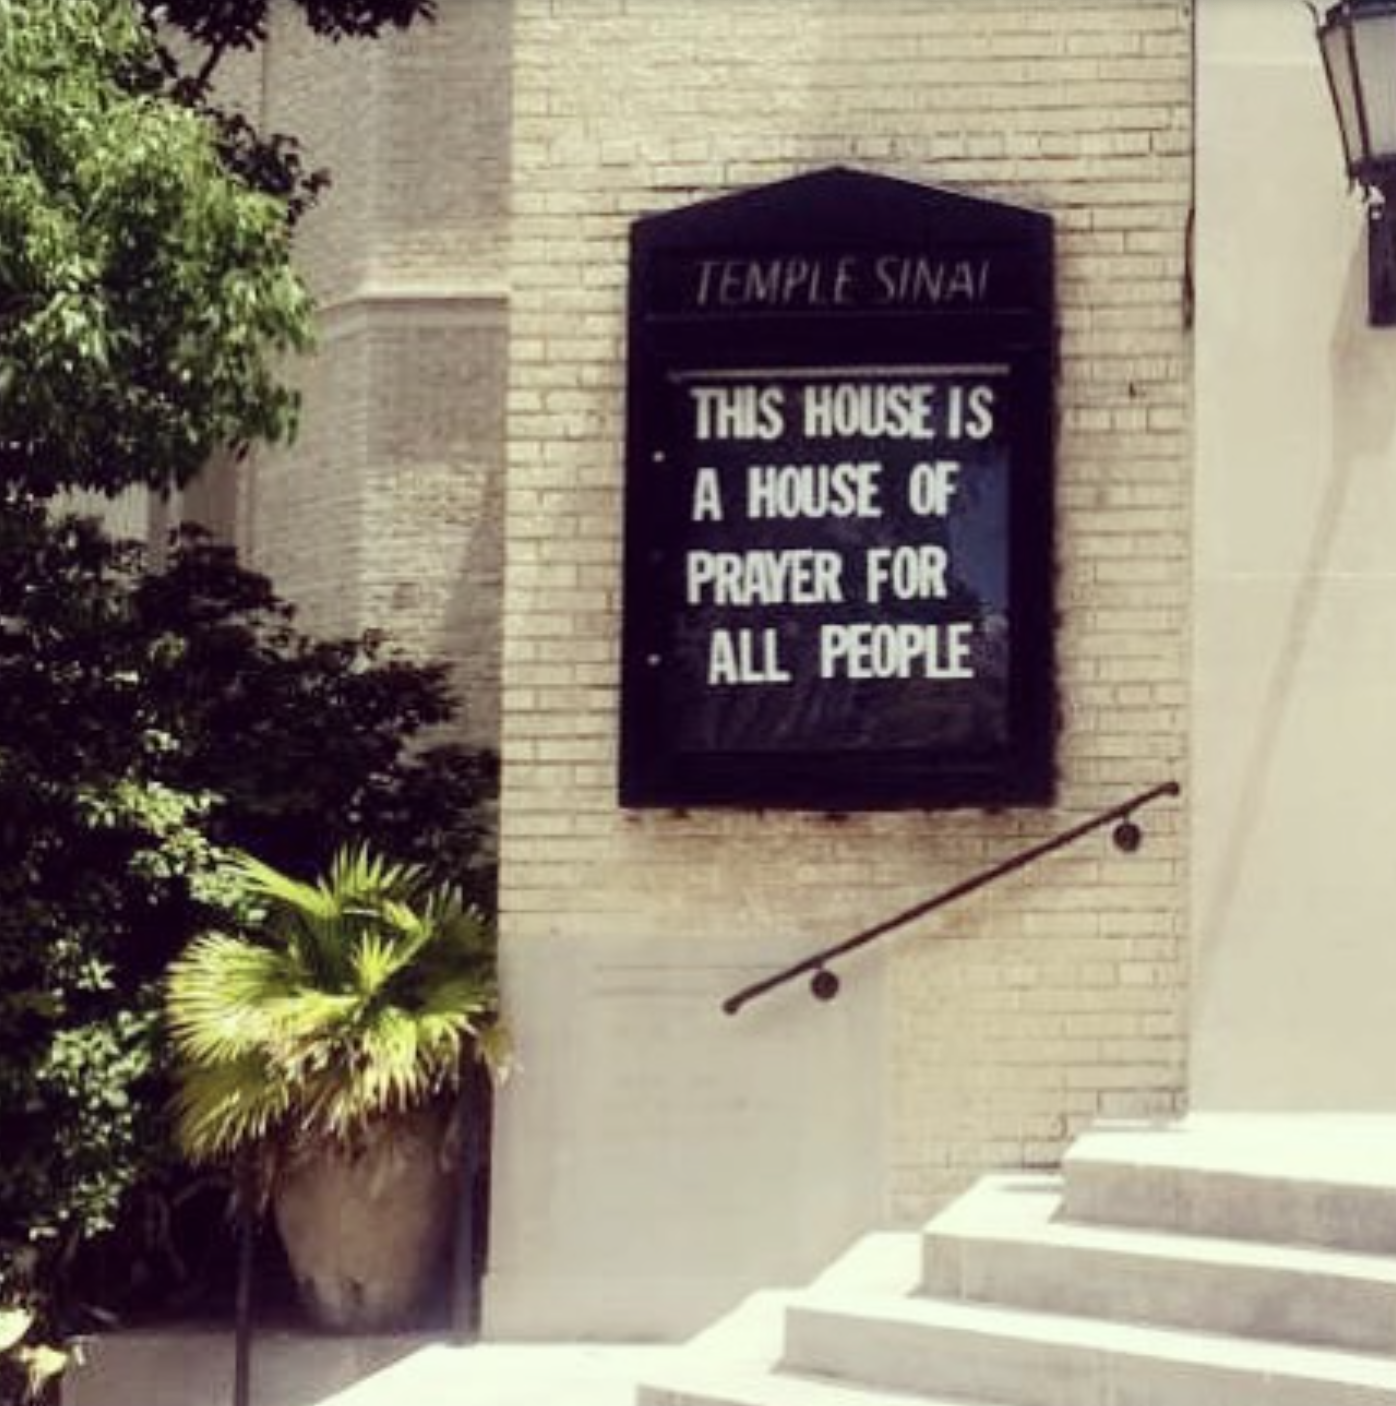 TEMPLE SINAI
THIS HOUSE IS
A HOUSE OF
PRAYER FOR
ALL PEOPLE